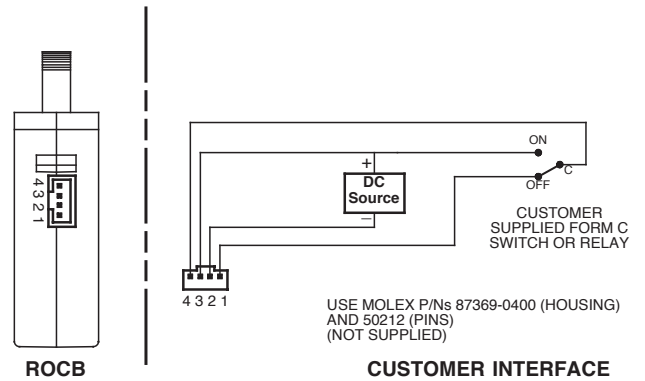 4 3 2 1
ROCB
ON
C
OFF
+
DC
Source
–
CUSTOMER
SUPPLIED FORM C
SWITCH OR RELAY
4 3 2 1
USE MOLEX P/Ns 87369-0400 (HOUSING)
AND 50212 (PINS)
(NOT SUPPLIED)
CUSTOMER INTERFACE